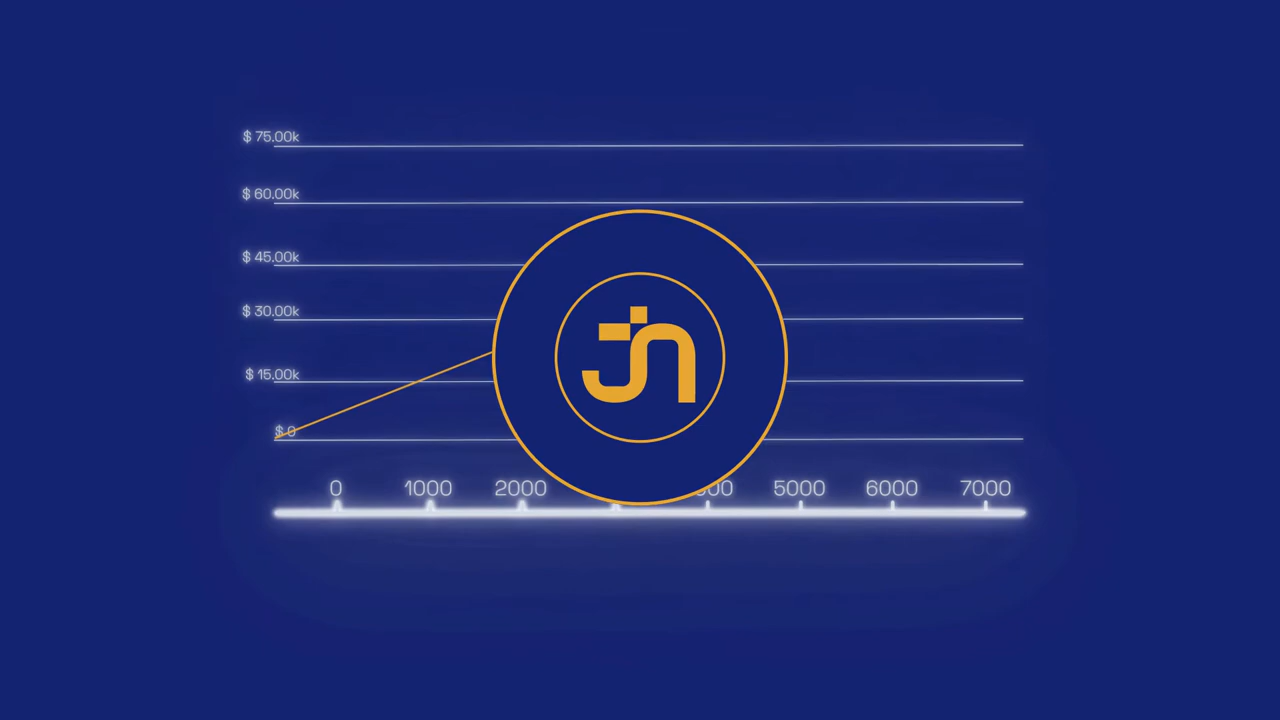 $ 75.00k
$ 60.00k
$ 45.00k
$ 30.00k
$ 15.00k
$ 0
0 1000 2000 5000 6000 7000